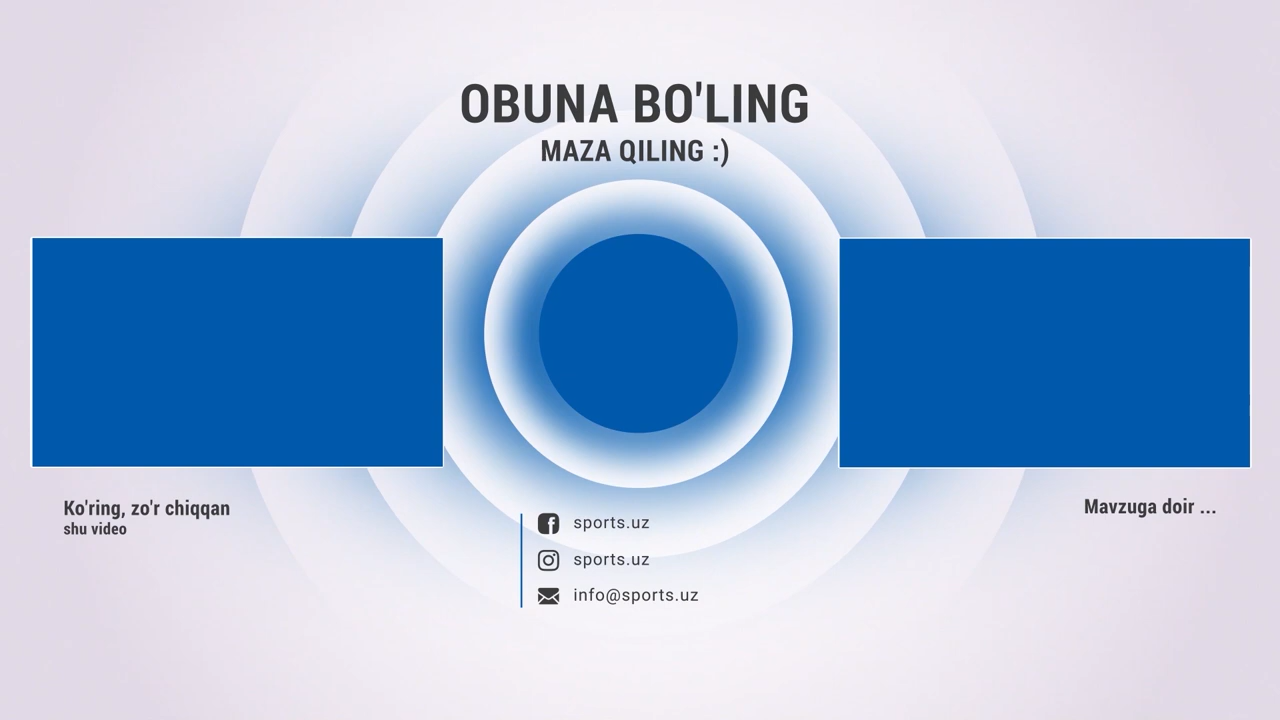 OBUNA BO'LING
MAZA QILING :)
Ko'ring, zo'r chiqqan
shu video
Mavzuga doir ...
sports.uz
sports.uz
info@sports.uz